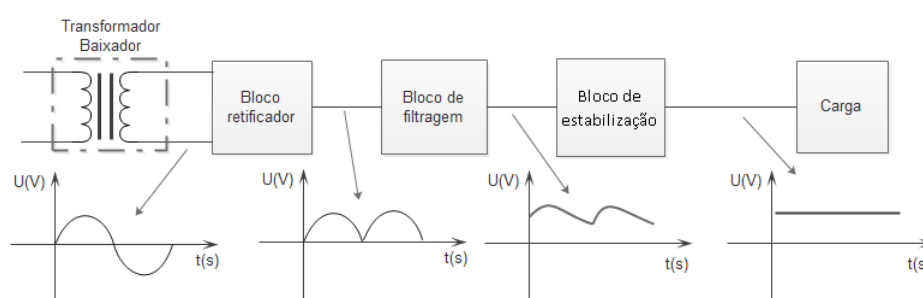 Transformador
Baixador
Bloco
retificador
Bloco de
filtragem
Bloco de
estabilização
Carga
U(V)
t(s)
U(V)
t(s)
U(V)
t(s)
U(V)
t(s